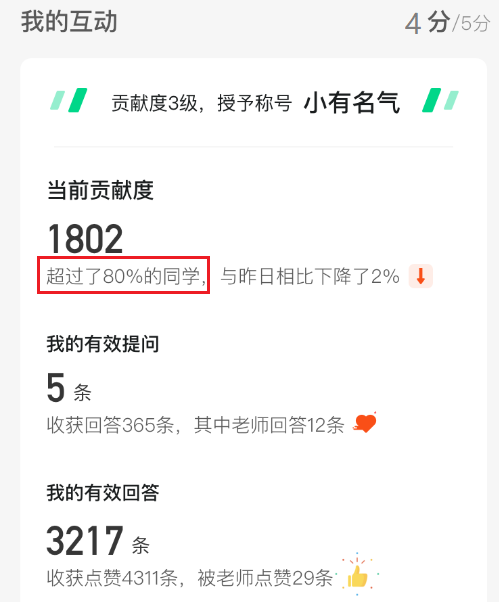 我的互动 4 分/5分
贡献度3级，授予称号 小有名气
当前贡献度
1802
超过了80%的同学，与昨日相比下降了2%
我的有效提问
5 条
收获回答365条，其中老师回答12条
我的有效回答
3217 条
收获点赞4311条，被老师点赞29条